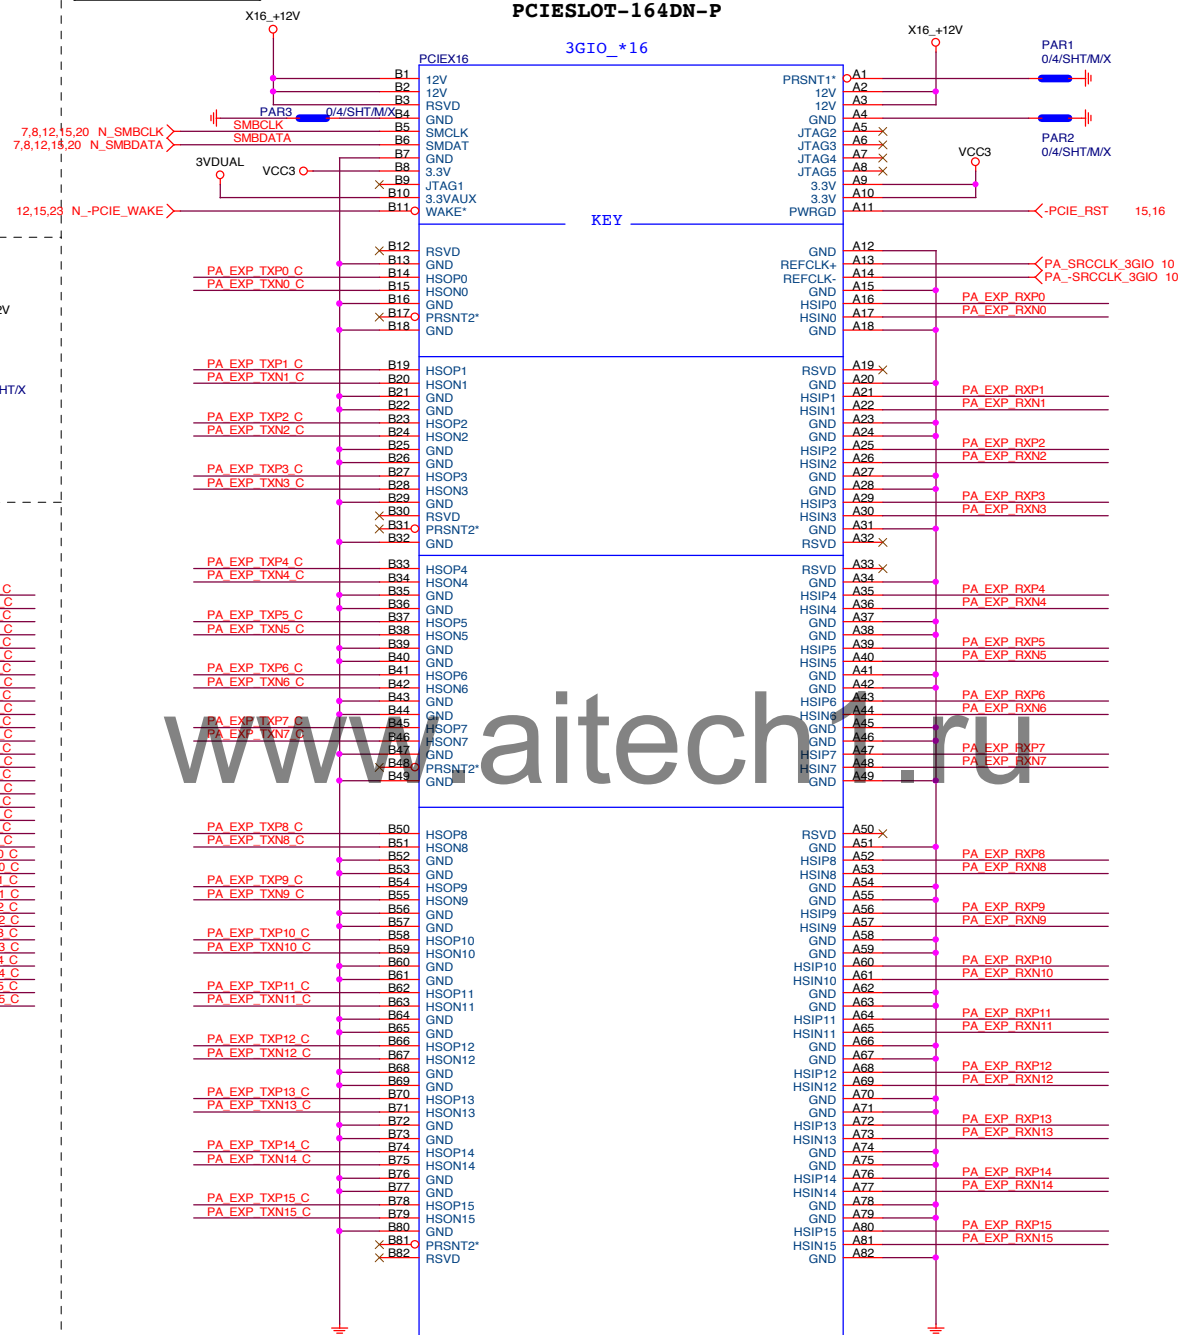 PCIESLOT-164DN-P
X16_+12V
X16_+12V
3GIO_*16
PCIEX16
PAR1
0/4/SHT/M/X
B1 12V PRSNT1* A1
B2 12V 12V A2
B3 RSVD 12V A3
PAR3 0/4/SHT/M/X B4 GND GND A4
7,8,12,15,20 N_SMBCLK SMBCLK B5 SMCLK JTAG2 A5
7,8,12,15,20 N_SMBDATA SMBDATA B6 SMDAT JTAG3 A6
PAR2
0/4/SHT/M/X
B7 GND JTAG4 A7
3VDUAL VCC3 B8 3.3V JTAG5 A8 VCC3
B9 JTAG1 3.3V A9
B10 3.3VAUX 3.3V A10
12,15,23 N_-PCIE_WAKE B11 WAKE* PWRGD A11 -PCIE_RST 15,16
KEY
B12 RSVD GND A12
B13 GND REFCLK+ A13 PA_SRCCLK_3GIO 10
PA_EXP_TXP0_C B14 HSOP0 REFCLK- A14 PA_-SRCCLK_3GIO 10
PA_EXP_TXN0_C B15 HSON0 GND A15
B16 GND HSIP0 A16 PA_EXP_RXP0
B17 PRSNT2* HSIN0 A17 PA_EXP_RXN0
B18 GND GND A18
PA_EXP_TXP1_C B19 HSOP1 RSVD A19
PA_EXP_TXN1_C B20 HSON1 GND A20
HT/X B21 GND HSIP1 A21 PA_EXP_RXP1
B22 GND HSIN1 A22 PA_EXP_RXN1
PA_EXP_TXP2_C B23 HSOP2 GND A23
PA_EXP_TXN2_C B24 HSON2 GND A24
B25 GND HSIP2 A25 PA_EXP_RXP2
B26 GND HSIN2 A26 PA_EXP_RXN2
PA_EXP_TXP3_C B27 HSOP3 GND A27
PA_EXP_TXN3_C B28 HSON3 GND A28
B29 GND HSIP3 A29 PA_EXP_RXP3
B30 RSVD HSIN3 A30 PA_EXP_RXN3
B31 PRSNT2* GND A31
B32 GND RSVD A32
PA_EXP_TXP4_C B33 HSOP4 RSVD A33
PA_EXP_TXN4_C B34 HSON4 GND A34
B35 GND HSIP4 A35 PA_EXP_RXP4
B36 GND HSIN4 A36 PA_EXP_RXN4
PA_EXP_TXP5_C B37 HSOP5 GND A37
PA_EXP_TXN5_C B38 HSON5 GND A38
B39 GND HSIP5 A39 PA_EXP_RXP5
B40 GND HSIN5 A40 PA_EXP_RXN5
PA_EXP_TXP6_C B41 HSOP6 GND A41
PA_EXP_TXN6_C B42 HSON6 GND A42
B43 GND HSIP6 A43 PA_EXP_RXP6
B44 GND HSIN6 A44 PA_EXP_RXN6
PA_EXP_TXP7_C B45 HSOP7 GND A45
PA_EXP_TXN7_C B46 HSON7 GND A46
B47 GND HSIP7 A47 PA_EXP_RXP7
B48 PRSNT2* HSIN7 A48 PA_EXP_RXN7
B49 GND GND A49
www.aitech1.ru
PA_EXP_TXP8_C B50 HSOP8 RSVD A50
PA_EXP_TXN8_C B51 HSON8 GND A51
B52 GND HSIP8 A52 PA_EXP_RXP8
B53 GND HSIN8 A53 PA_EXP_RXN8
PA_EXP_TXP9_C B54 HSOP9 GND A54
PA_EXP_TXN9_C B55 HSON9 GND A55
B56 GND HSIP9 A56 PA_EXP_RXP9
B57 GND HSIN9 A57 PA_EXP_RXN9
PA_EXP_TXP10_C B58 HSOP10 GND A58
PA_EXP_TXN10_C B59 HSON10 GND A59
B60 GND HSIP10 A60 PA_EXP_RXP10
B61 GND HSIN10 A61 PA_EXP_RXN10
PA_EXP_TXP11_C B62 HSOP11 GND A62
PA_EXP_TXN11_C B63 HSON11 GND A63
B64 GND HSIP11 A64 PA_EXP_RXP11
B65 GND HSIN11 A65 PA_EXP_RXN11
PA_EXP_TXP12_C B66 HSOP12 GND A66
PA_EXP_TXN12_C B67 HSON12 GND A67
B68 GND HSIP12 A68 PA_EXP_RXP12
B69 GND HSIN12 A69 PA_EXP_RXN12
PA_EXP_TXP13_C B70 HSOP13 GND A70
PA_EXP_TXN13_C B71 HSON13 GND A71
B72 GND HSIP13 A72 PA_EXP_RXP13
B73 GND HSIN13 A73 PA_EXP_RXN13
PA_EXP_TXP14_C B74 HSOP14 GND A74
PA_EXP_TXN14_C B75 HSON14 GND A75
B76 GND HSIP14 A76 PA_EXP_RXP14
B77 GND HSIN14 A77 PA_EXP_RXN14
PA_EXP_TXP15_C B78 HSOP15 GND A78
PA_EXP_TXN15_C B79 HSON15 GND A79
B80 GND HSIP15 A80 PA_EXP_RXP15
B81 PRSNT2* HSIN15 A81 PA_EXP_RXN15
B82 RSVD GND A82